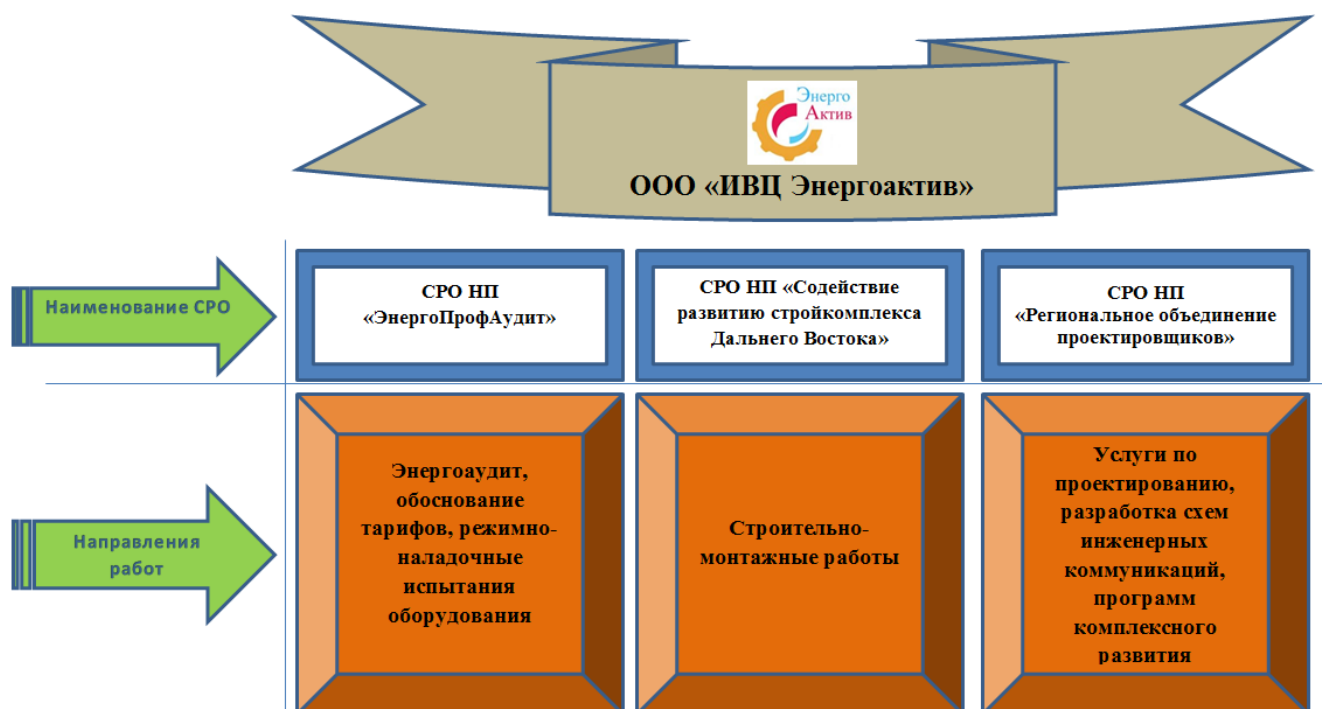 Энерго
Актив
ООО «ИВЦ Энергоактив»
Наименование СРО
СРО НП
«ЭнергоПрофАудит»
СРО НП «Содействие
развитию стройкомплекса
Дальнего Востока»
СРО НП
«Региональное объединение
проектировщиков»
Направления
работ
Энергоаудит,
обоснование
тарифов, режимно-
наладочные
испытания
оборудования
Строительно-
монтажные работы
Услуги по
проектированию,
разработка схем
инженерных
коммуникаций,
программ
комплексного
развития